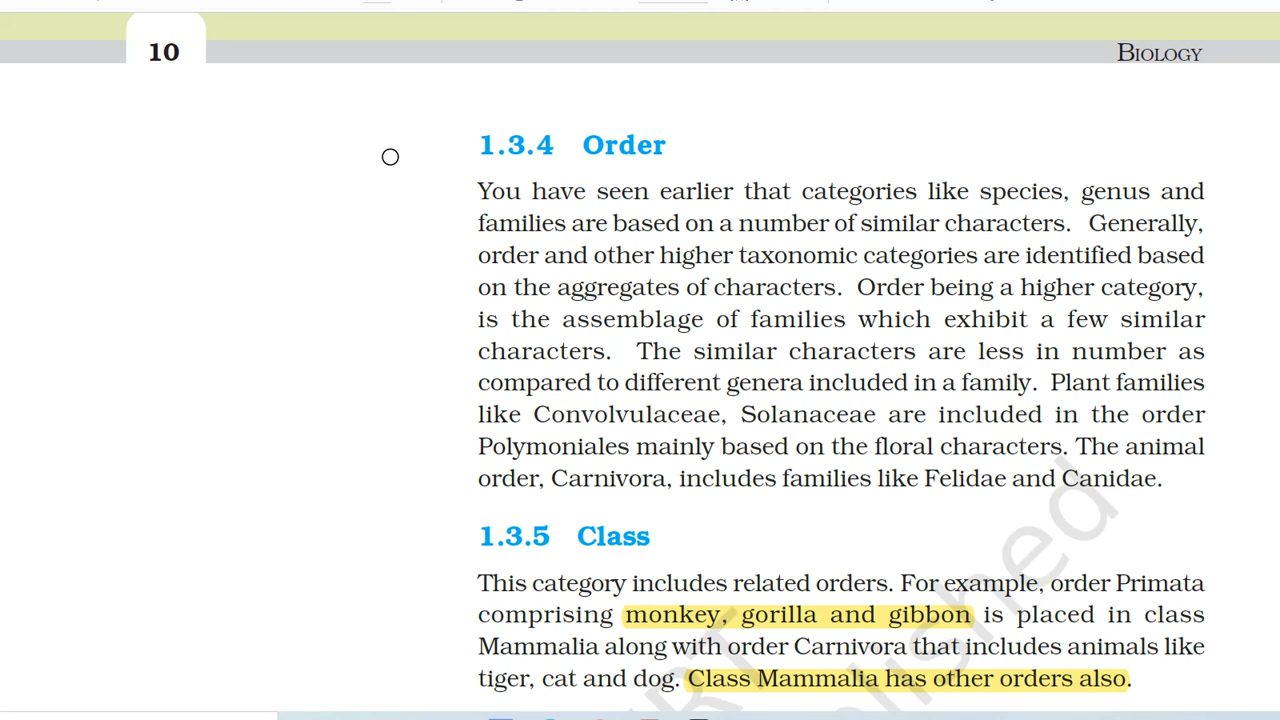 10
BIOLOGY
1.3.4 Order
You have seen earlier that categories like species, genus and
families are based on a number of similar characters. Generally,
order and other higher taxonomic categories are identified based
on the aggregates of characters. Order being a higher category,
is the assemblage of families which exhibit a few similar
characters. The similar characters are less in number as
compared to different genera included in a family. Plant families
like Convolvulaceae, Solanaceae are included in the order
Polymoniales mainly based on the floral characters. The animal
order, Carnivora, includes families like Felidae and Canidae.
1.3.5 Class
This category includes related orders. For example, order Primata
comprising monkey, gorilla and gibbon is placed in class
Mammalia along with order Carnivora that includes animals like
tiger, cat and dog. Class Mammalia has other orders also.